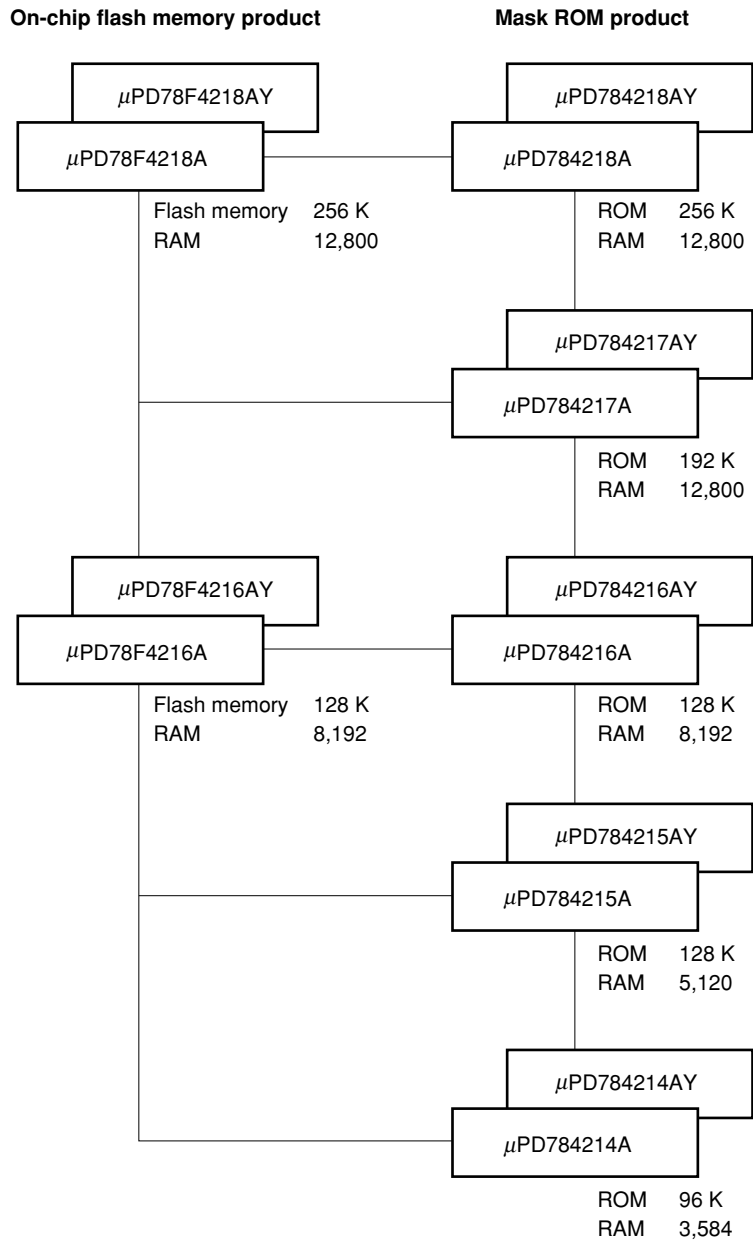 On-chip flash memory product Mask ROM product
μPD78F4218AY μPD784218AY
μPD78F4218A μPD784218A
Flash memory 256 K ROM 256 K
RAM 12,800 RAM 12,800
μPD784217AY
μPD784217A
ROM 192 K
RAM 12,800
μPD78F4216AY μPD784216AY
μPD78F4216A μPD784216A
Flash memory 128 K ROM 128 K
RAM 8,192 RAM 8,192
μPD784215AY
μPD784215A
ROM 128 K
RAM 5,120
μPD784214AY
μPD784214A
ROM 96 K
RAM 3,584